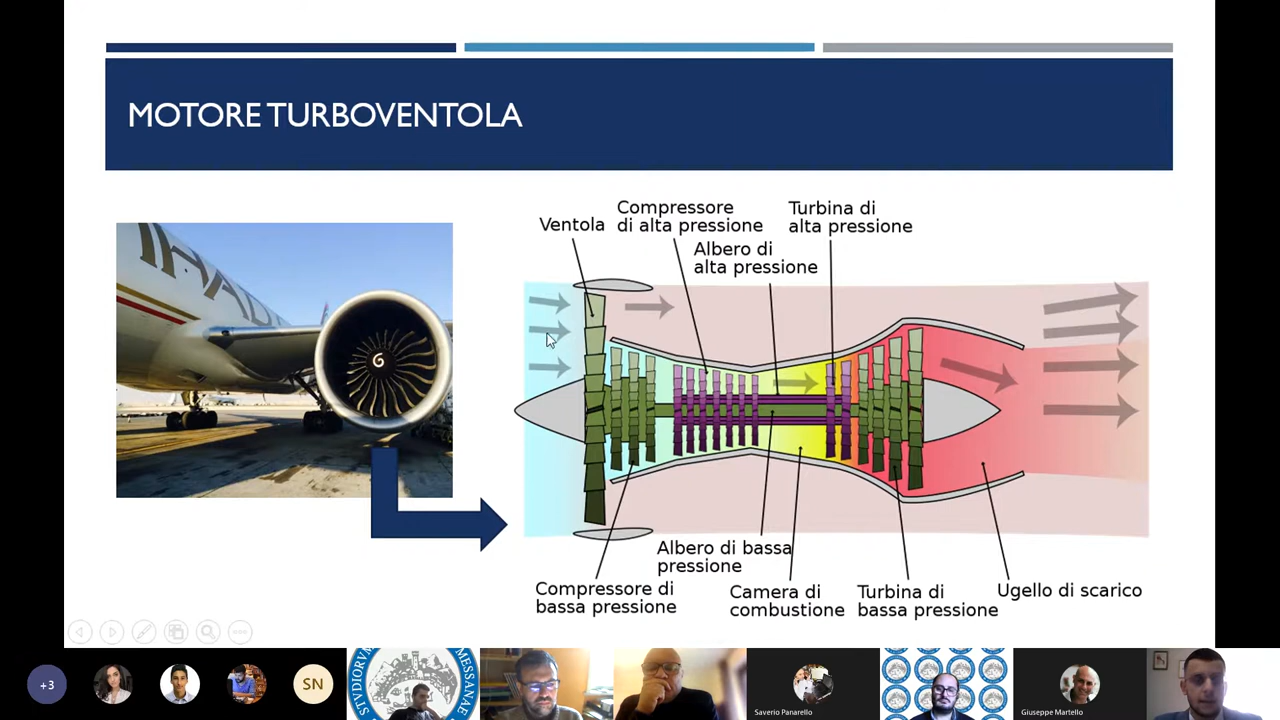 MOTORE TURBOVENTOLA
Ventola
Compressore
di alta pressione
Albero di
alta pressione
Turbina di
alta pressione
Albero di bassa
pressione
Compressore di
bassa pressione
Camera di
combustione
Turbina di
bassa pressione
Ugello di scarico
+3
SN
STVDIORVM
MESSANAE
Saverio Panarello
Giuseppe Martello